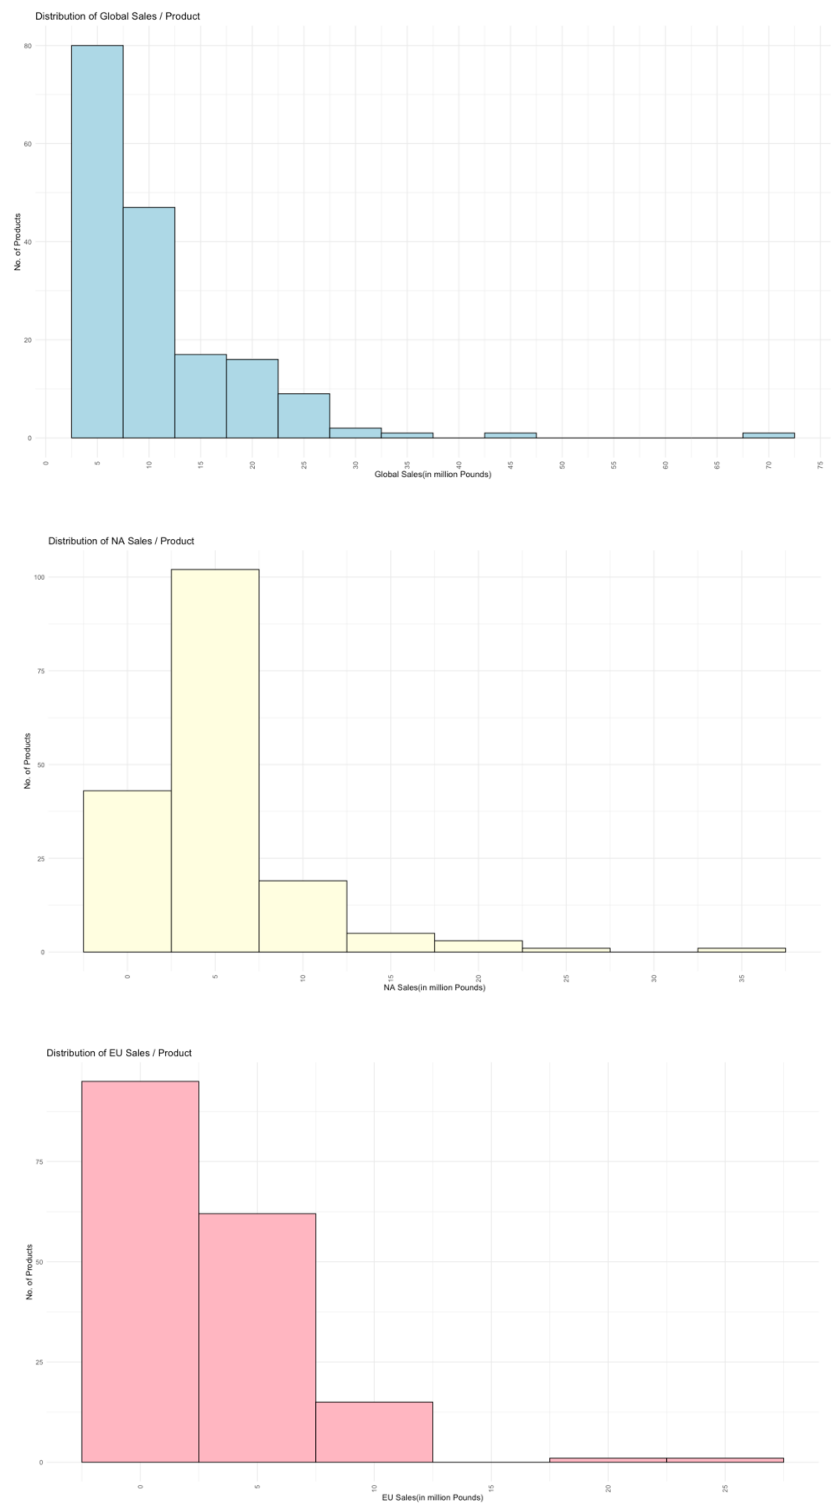 Distribution of Global Sales / Product
80
60
40
20
0
No. of Products
0 5 10 15 20 25 30 35 40 45 50 55 60 65 70 75
Global Sales(in million Pounds)
Distribution of NA Sales / Product
100
75
50
25
0
No. of Products
0 5 10 15 20 25 30 35
NA Sales(in million Pounds)
Distribution of EU Sales / Product
75
50
25
0
No. of Products
0 5 10 15 20 25
EU Sales(in million Pounds)